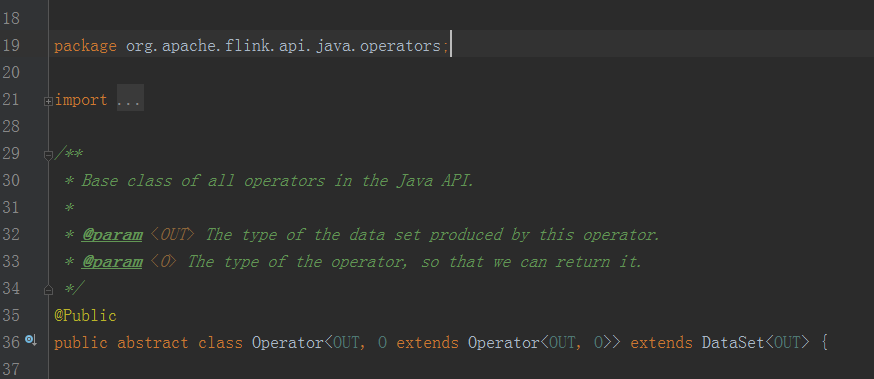 18
19 package org.apache.flink.api.java.operators;
20
21 import ...
28
29 /**
30  * Base class of all operators in the Java API.
31  *
32  * @param <OUT> The type of the data set produced by this operator.
33  * @param <O> The type of the operator, so that we can return it.
34  */
35 @Public
36 public abstract class Operator<OUT, O extends Operator<OUT, O>> extends DataSet<OUT> {
37